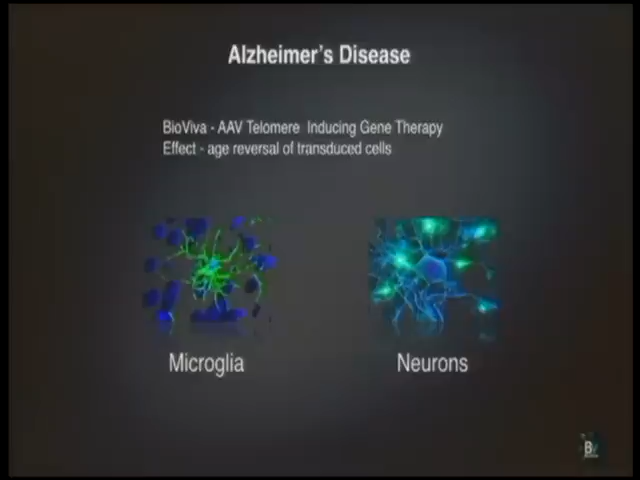 Alzheimer's Disease
BioViva - AAV Telomere Inducing Gene Therapy
Effect - age reversal of transduced cells
Microglia
Neurons
B